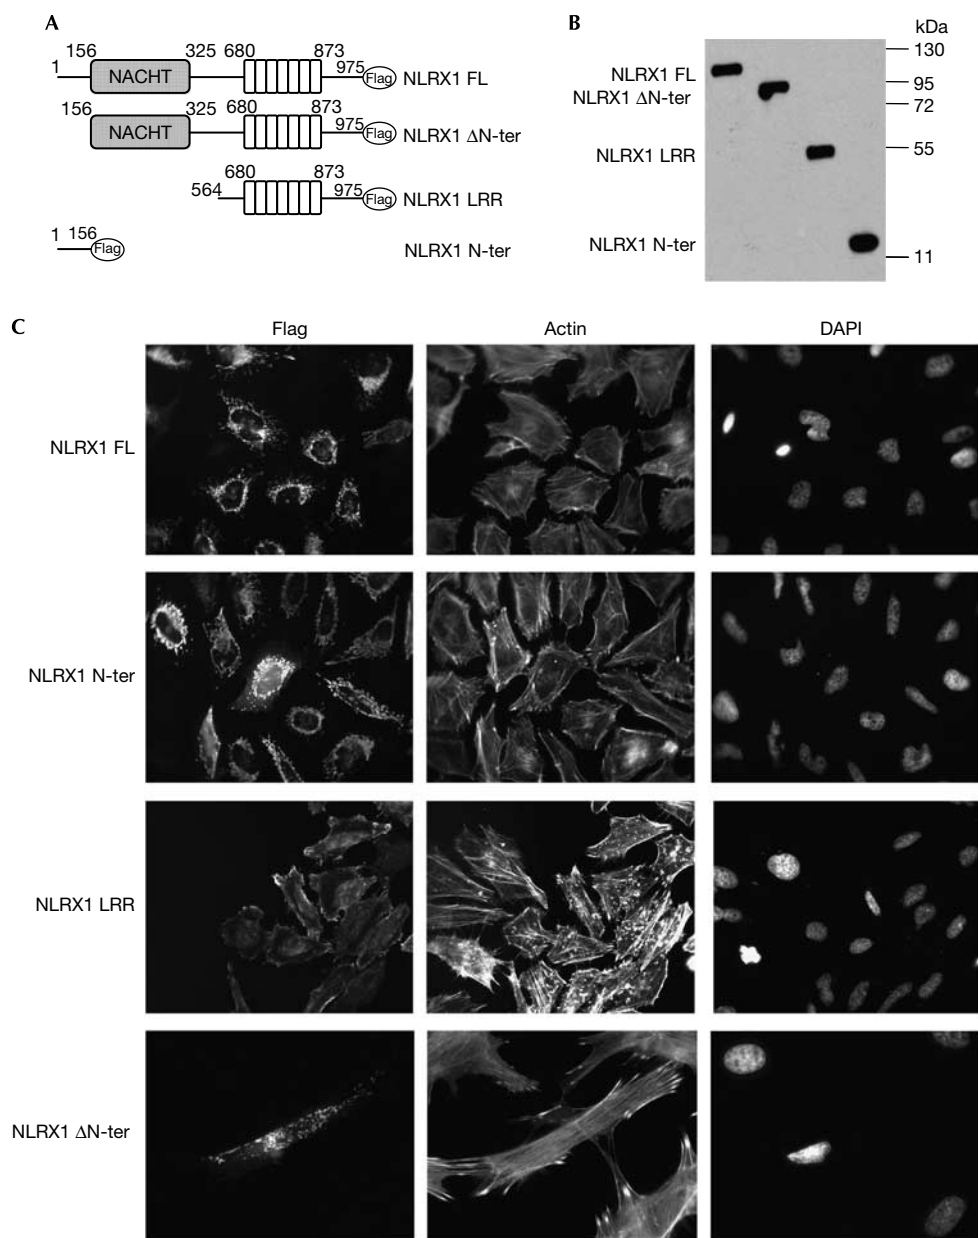 A
156 325 680 873
1 NACHT 975 Flag NLRX1 FL
156 325 680 873
NACHT 975 Flag NLRX1 ΔN-ter
680 873
564 975 Flag NLRX1 LRR
1 156 Flag NLRX1 N-ter
B
kDa
130
NLRX1 FL
95
NLRX1 ΔN-ter
72
NLRX1 LRR 55
NLRX1 N-ter
11
C
Flag Actin DAPI
NLRX1 FL
NLRX1 N-ter
NLRX1 LRR
NLRX1 ΔN-ter